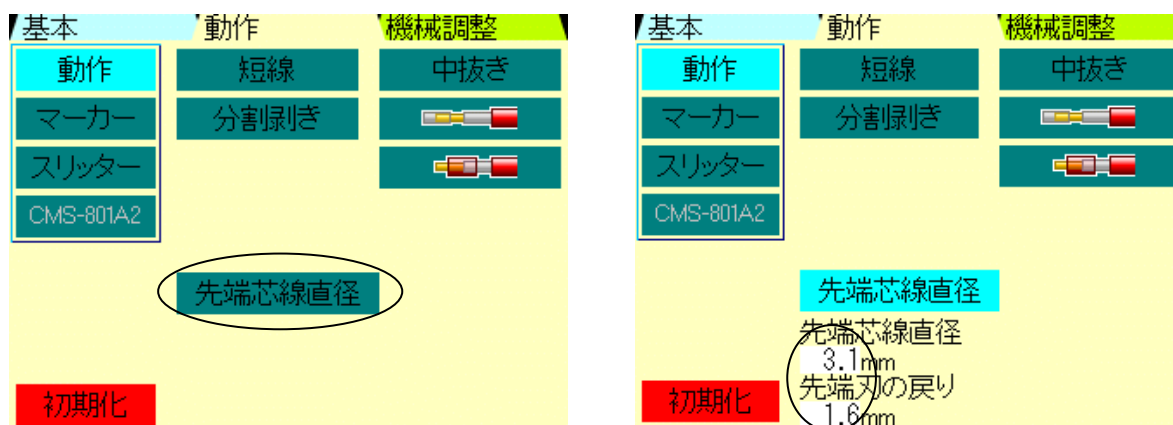 基本 動作 機械調整
動作 短線 中抜き
マーカー 分割剥き
スリッター
CMS-801A2
先端芯線直径
初期化
基本 動作 機械調整
動作 短線 中抜き
マーカー 分割剥き
スリッター
CMS-801A2
先端芯線直径
先端芯線直径
3.1mm
先端刃の戻り
初期化
1.6mm